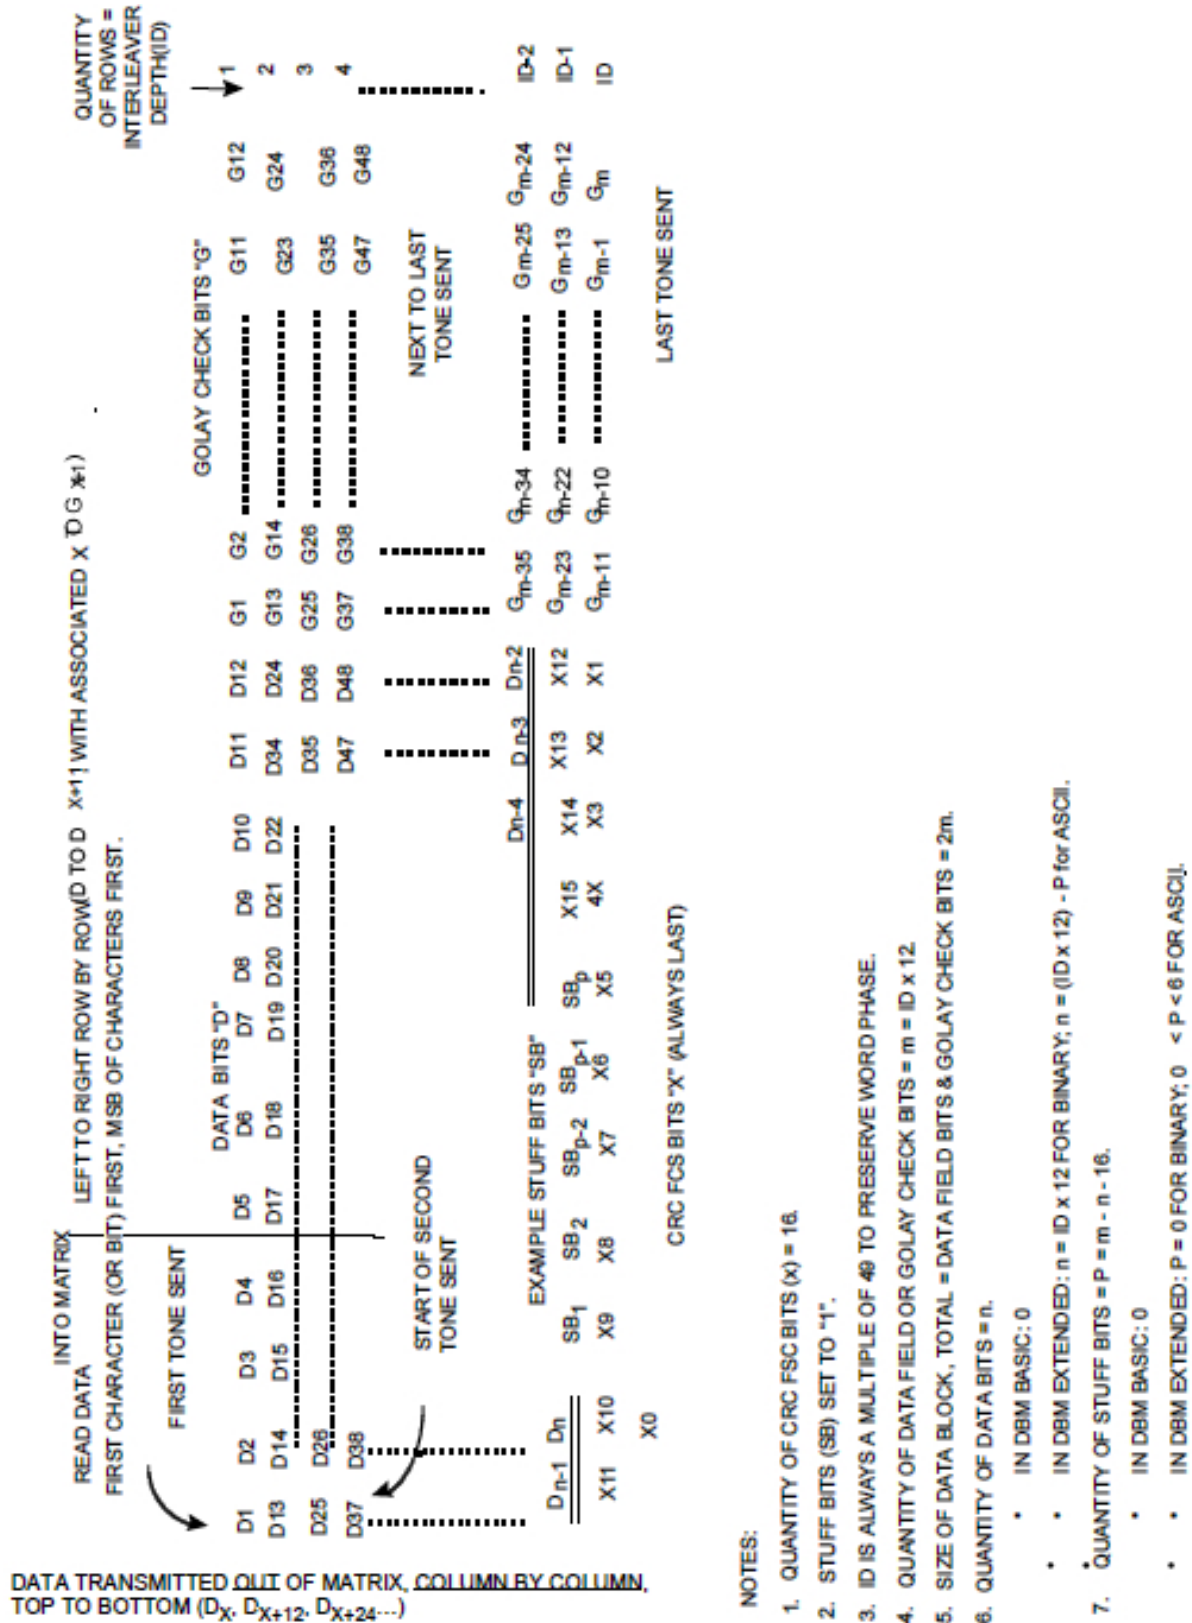 QUANTITY
OF ROWS =
INTERLEAVER
DEPTH(ID)
INTO MATRIX
READ DATA LEFT TO RIGHT ROW BY ROW(D TO D X+11 WITH ASSOCIATED X TO G X+1)
FIRST CHARACTER (OR BIT) FIRST, MSB OF CHARACTERS FIRST.
FIRST TONE SENT
DATA BITS "D"
GOLAY CHECK BITS "G"
D1 D2 D3 D4 D5 D6 D7 D8 D9 D10 D11 D12 G1 G2 G11 G12 1
D13 D14 D15 D16 D17 D18 D19 D20 D21 D22 D34 D24 G13 G14 G23 G24 2
D25 D26 D35 D36 G25 G26 G35 G36 3
D37 D38 D47 D48 G37 G38 G47 G48 4
START OF SECOND
TONE SENT
NEXT TO LAST
TONE SENT
EXAMPLE STUFF BITS "SB"
Dn-4 Dn-3 Dn-2 Gm-35 Gm-34 Gm-25 Gm-24 ID-2
Dn-1 Dn SB1 SB2 SBp-2 SBp-1 SBp X15 X14 X13 X12 Gm-23 Gm-22 Gm-13 Gm-12 ID-1
X11 X10 X9 X8 X7 X6 X5 4X X3 X2 X1 Gm-11 Gm-10 Gm-1 Gm ID
X0
CRC FCS BITS "X" (ALWAYS LAST)
LAST TONE SENT
DATA TRANSMITTED OUT OF MATRIX, COLUMN BY COLUMN,
TOP TO BOTTOM (DX, DX+12, DX+24...)
NOTES:
1. QUANTITY OF CRC FSC BITS (x) = 16.
2. STUFF BITS (SB) SET TO "1".
3. ID IS ALWAYS A MULTIPLE OF 49 TO PRESERVE WORD PHASE.
4. QUANTITY OF DATA FIELD OR GOLAY CHECK BITS = m = ID x 12.
5. SIZE OF DATA BLOCK, TOTAL = DATA FIELD BITS & GOLAY CHECK BITS = 2m.
6. QUANTITY OF DATA BITS = n.
• IN DBM BASIC: 0
• IN DBM EXTENDED: n = ID x 12 FOR BINARY; n = (ID x 12) - P for ASCII.
7. QUANTITY OF STUFF BITS = P = m - n - 16.
• IN DBM BASIC: 0
• IN DBM EXTENDED: P = 0 FOR BINARY; 0 < P < 6 FOR ASCII.